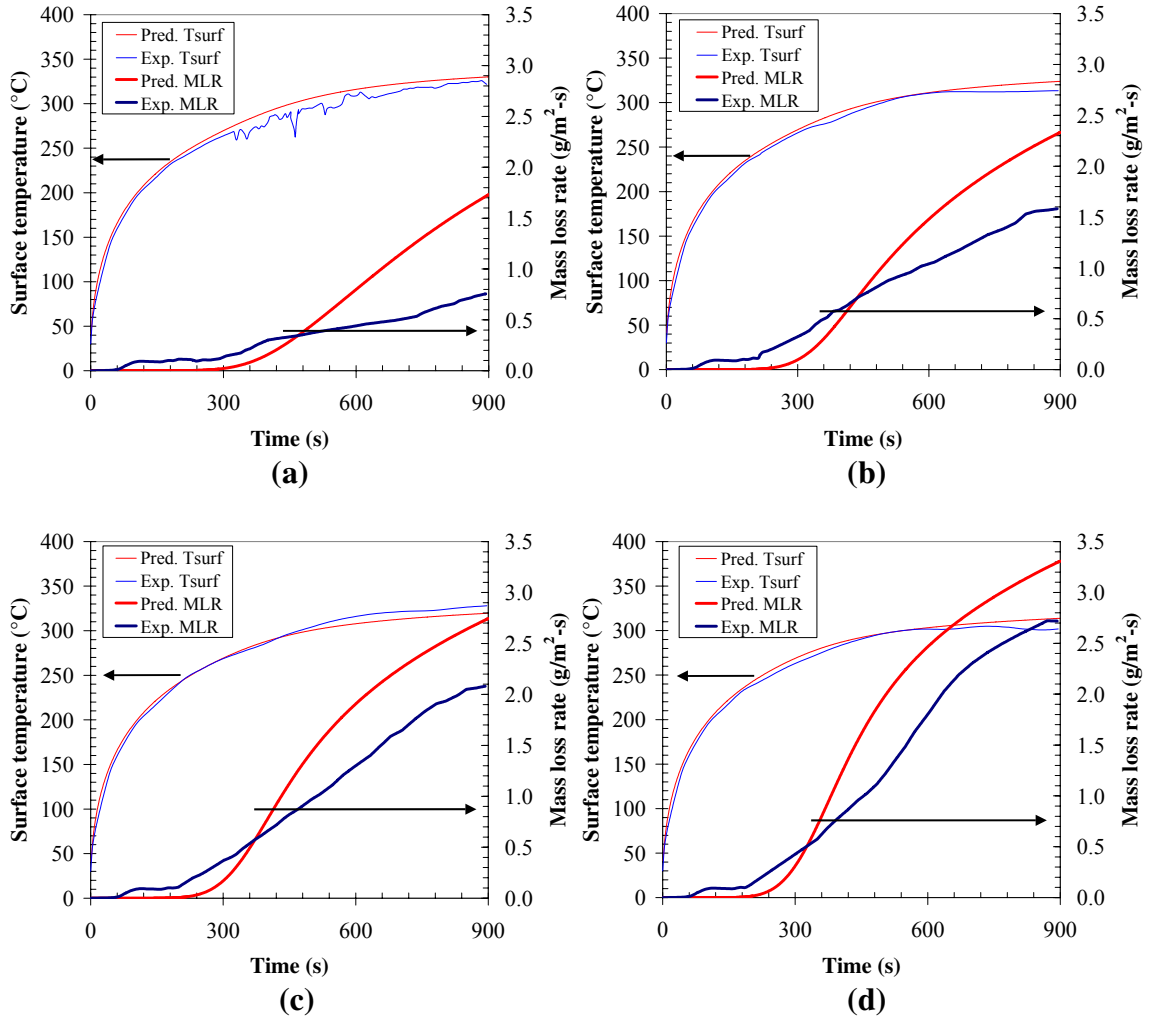 Pred. Tsurf
Exp. Tsurf
Pred. MLR
Exp. MLR
Surface temperature (°C)
400
350
300
250
200
150
100
50
0
3.5
3.0
2.5
2.0
1.5
1.0
0.5
0.0
Mass loss rate (g/m²-s)
0 300 600 900
Time (s)
(a)
Pred. Tsurf
Exp. Tsurf
Pred. MLR
Exp. MLR
Surface temperature (°C)
400
350
300
250
200
150
100
50
0
3.5
3.0
2.5
2.0
1.5
1.0
0.5
0.0
Mass loss rate (g/m²-s)
0 300 600 900
Time (s)
(b)
Pred. Tsurf
Exp. Tsurf
Pred. MLR
Exp. MLR
Surface temperature (°C)
400
350
300
250
200
150
100
50
0
3.5
3.0
2.5
2.0
1.5
1.0
0.5
0.0
Mass loss rate (g/m²-s)
0 300 600 900
Time (s)
(c)
Pred. Tsurf
Exp. Tsurf
Pred. MLR
Exp. MLR
Surface temperature (°C)
400
350
300
250
200
150
100
50
0
3.5
3.0
2.5
2.0
1.5
1.0
0.5
0.0
Mass loss rate (g/m²-s)
0 300 600 900
Time (s)
(d)